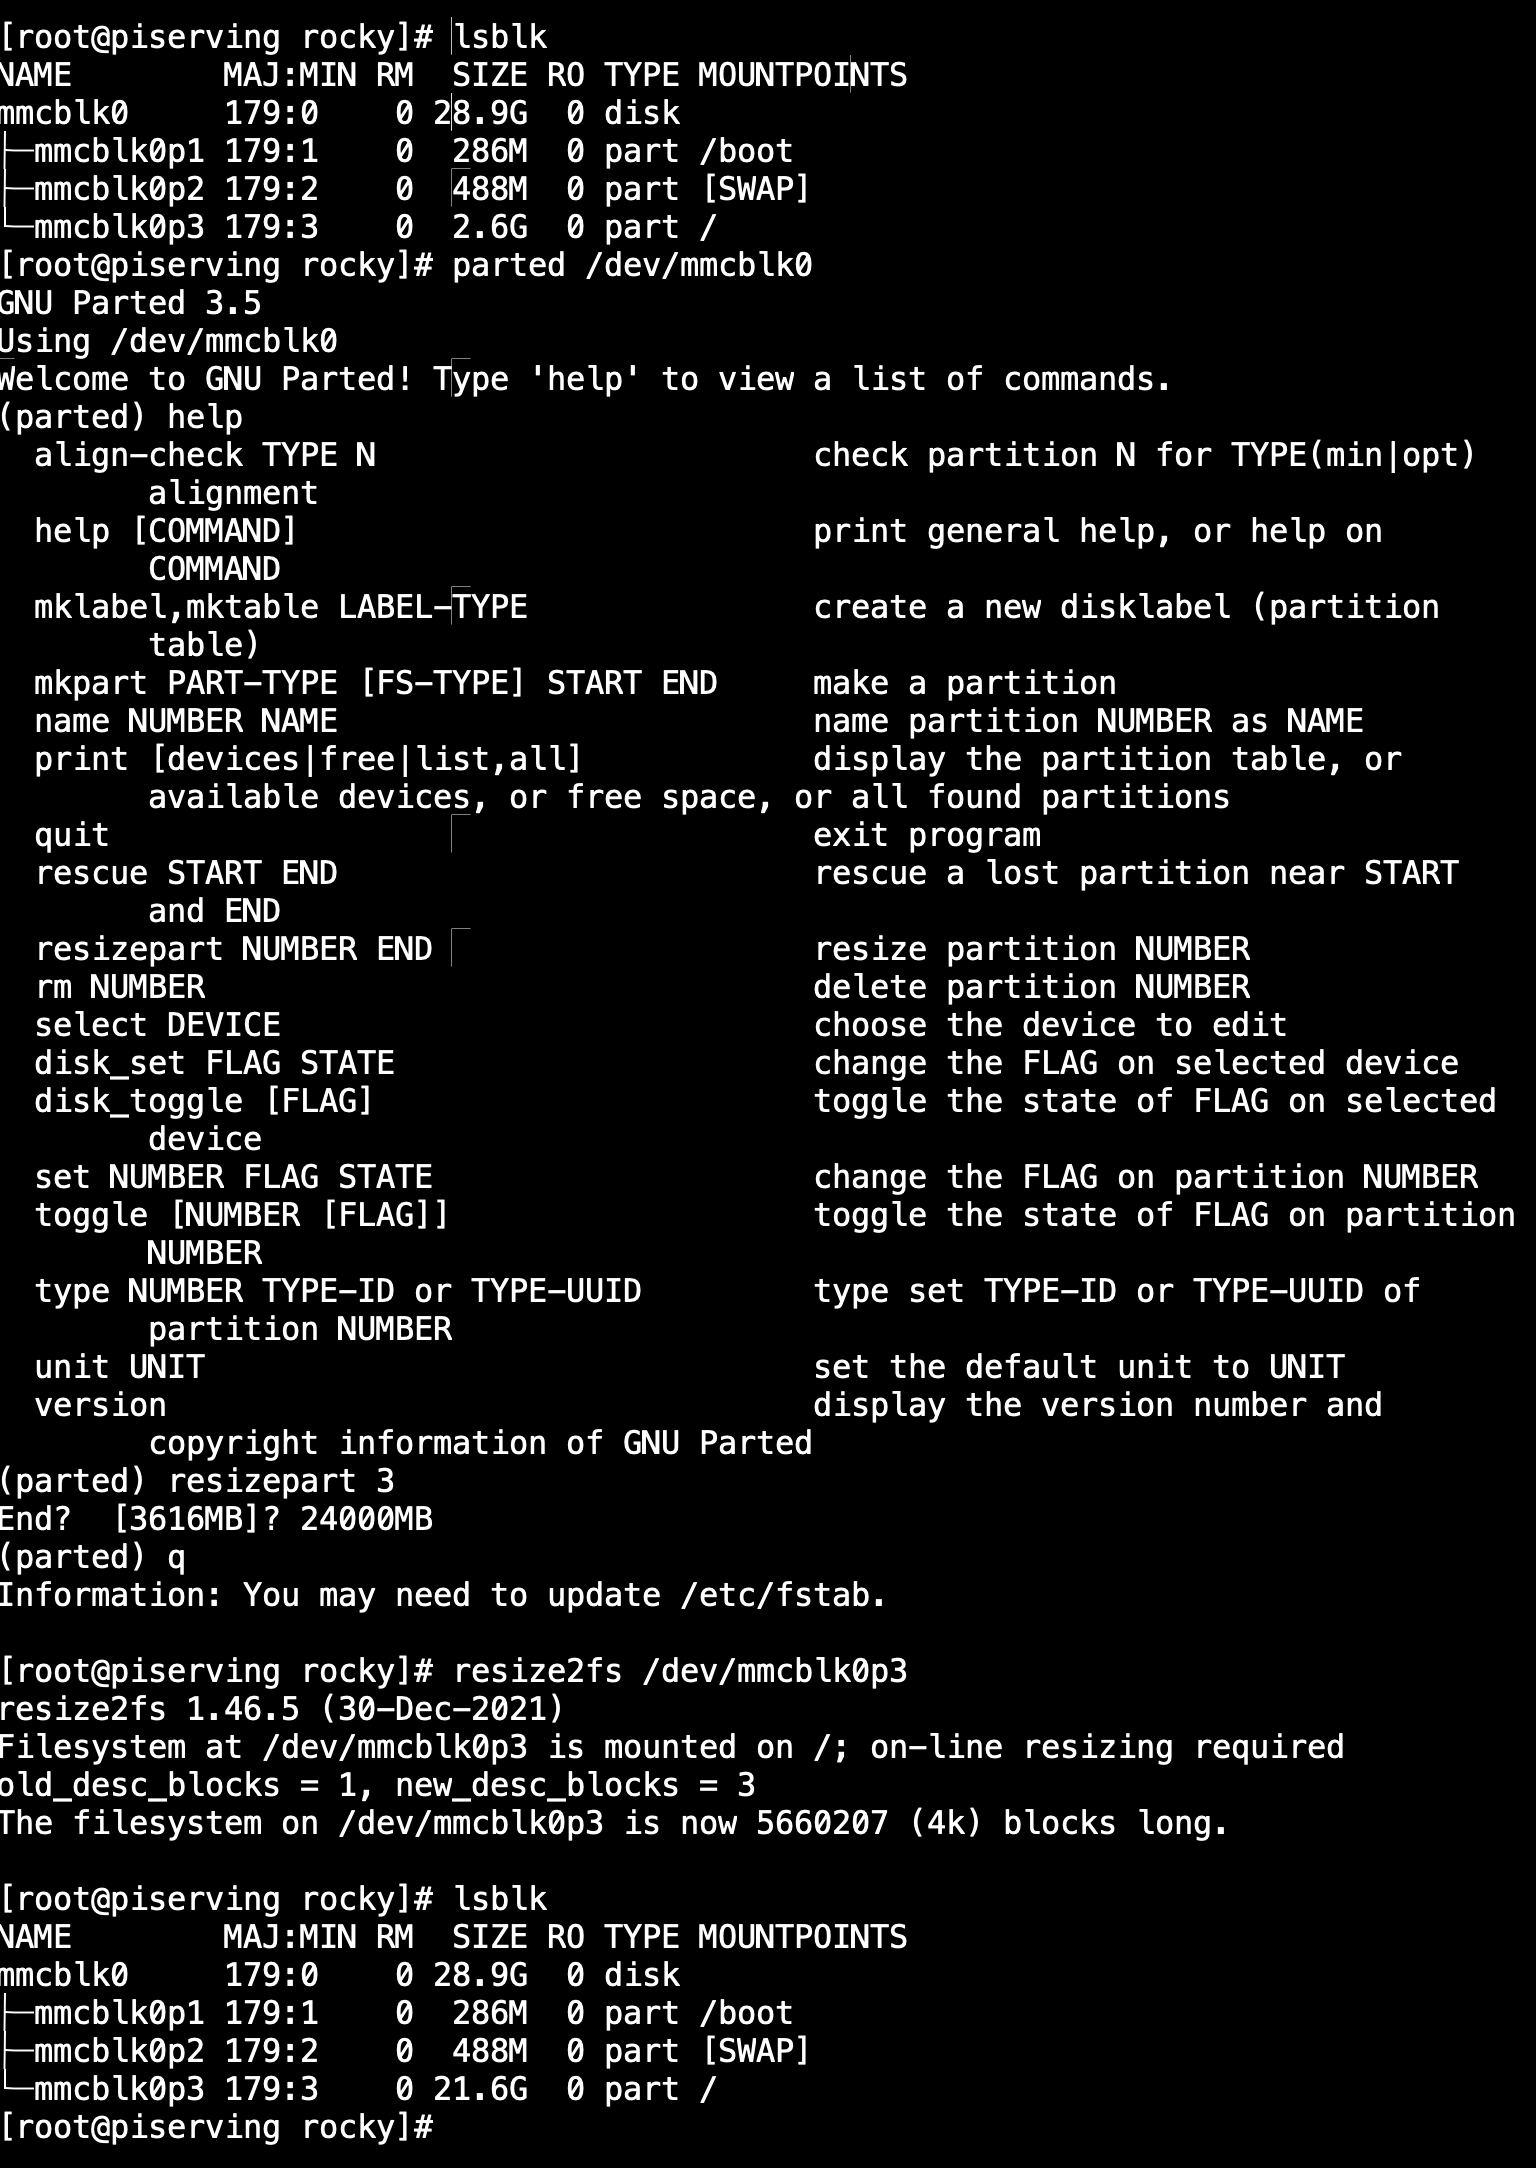 [root@piserving rocky]# lsblk
NAME        MAJ:MIN RM  SIZE RO TYPE MOUNTPOINTS
mmcblk0     179:0    0 28.9G  0 disk
├─mmcblk0p1 179:1    0  286M  0 part /boot
├─mmcblk0p2 179:2    0  488M  0 part [SWAP]
└─mmcblk0p3 179:3    0  2.6G  0 part /
[root@piserving rocky]# parted /dev/mmcblk0
GNU Parted 3.5
Using /dev/mmcblk0
Welcome to GNU Parted! Type 'help' to view a list of commands.
(parted) help
  align-check TYPE N                       check partition N for TYPE(min|opt)
        alignment
  help [COMMAND]                           print general help, or help on
        COMMAND
  mklabel,mktable LABEL-TYPE               create a new disklabel (partition
        table)
  mkpart PART-TYPE [FS-TYPE] START END     make a partition
  name NUMBER NAME                         name partition NUMBER as NAME
  print [devices|free|list,all]            display the partition table, or
        available devices, or free space, or all found partitions
  quit                                     exit program
  rescue START END                         rescue a lost partition near START
        and END
  resizepart NUMBER END                    resize partition NUMBER
  rm NUMBER                                delete partition NUMBER
  select DEVICE                            choose the device to edit
  disk_set FLAG STATE                      change the FLAG on selected device
  disk_toggle [FLAG]                       toggle the state of FLAG on selected
        device
  set NUMBER FLAG STATE                    change the FLAG on partition NUMBER
  toggle [NUMBER [FLAG]]                   toggle the state of FLAG on partition
        NUMBER
  type NUMBER TYPE-ID or TYPE-UUID         type set TYPE-ID or TYPE-UUID of
        partition NUMBER
  unit UNIT                                set the default unit to UNIT
  version                                  display the version number and
        copyright information of GNU Parted
(parted) resizepart 3
End?  [3616MB]? 24000MB
(parted) q
Information: You may need to update /etc/fstab.

[root@piserving rocky]# resize2fs /dev/mmcblk0p3
resize2fs 1.46.5 (30-Dec-2021)
Filesystem at /dev/mmcblk0p3 is mounted on /; on-line resizing required
old_desc_blocks = 1, new_desc_blocks = 3
The filesystem on /dev/mmcblk0p3 is now 5660207 (4k) blocks long.

[root@piserving rocky]# lsblk
NAME        MAJ:MIN RM  SIZE RO TYPE MOUNTPOINTS
mmcblk0     179:0    0 28.9G  0 disk
├─mmcblk0p1 179:1    0  286M  0 part /boot
├─mmcblk0p2 179:2    0  488M  0 part [SWAP]
└─mmcblk0p3 179:3    0 21.6G  0 part /
[root@piserving rocky]#